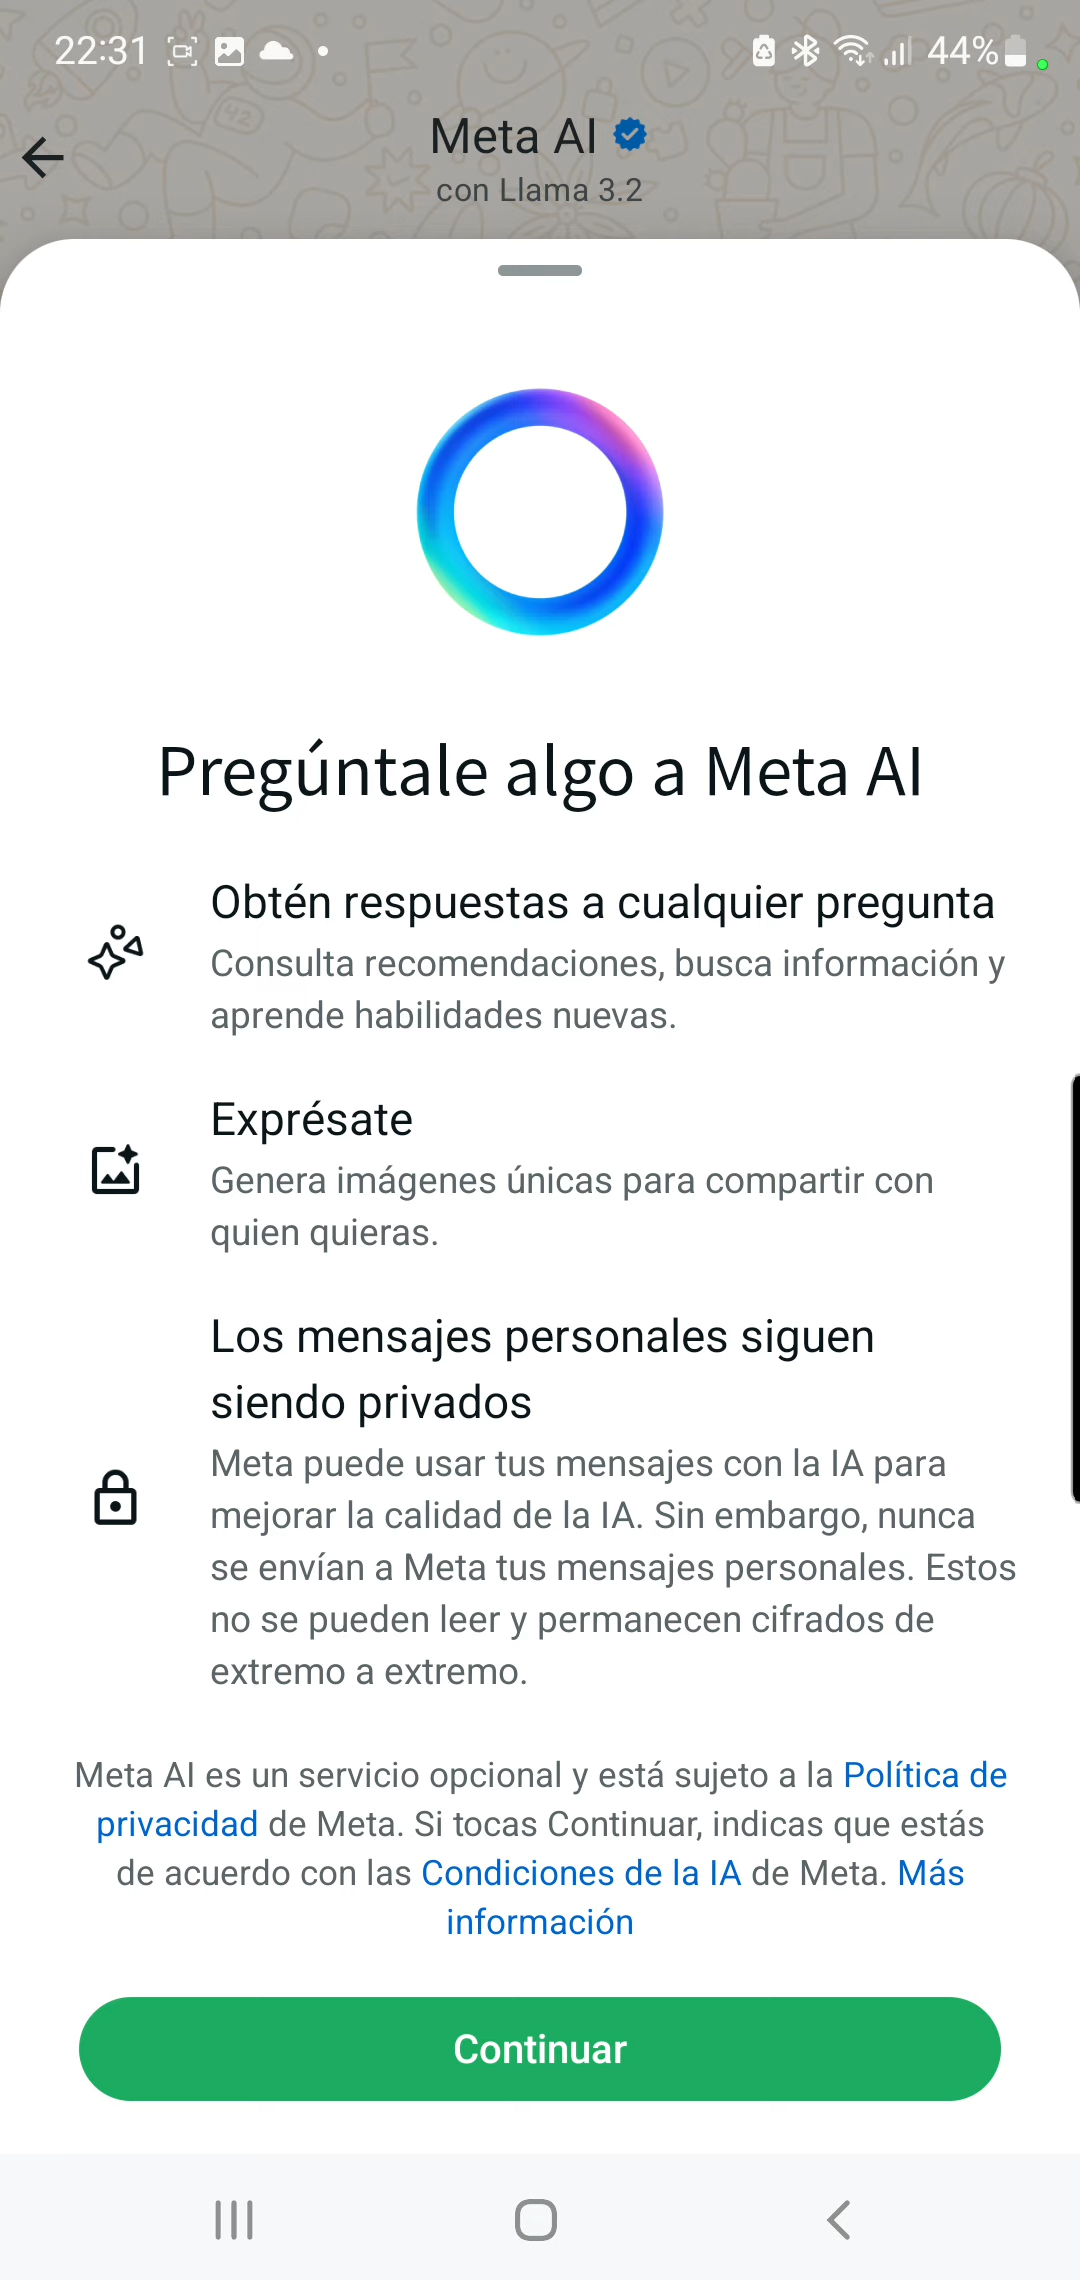 22:31
44%
Meta AI
con Llama 3.2
Pregúntale algo a Meta AI
Obtén respuestas a cualquier pregunta
Consulta recomendaciones, busca información y
aprende habilidades nuevas.
Exprésate
Genera imágenes únicas para compartir con
quien quieras.
Los mensajes personales siguen
siendo privados
Meta puede usar tus mensajes con la IA para
mejorar la calidad de la IA. Sin embargo, nunca
se envían a Meta tus mensajes personales. Estos
no se pueden leer y permanecen cifrados de
extremo a extremo.
Meta AI es un servicio opcional y está sujeto a la Política de
privacidad de Meta. Si tocas Continuar, indicas que estás
de acuerdo con las Condiciones de la IA de Meta. Más
información
Continuar